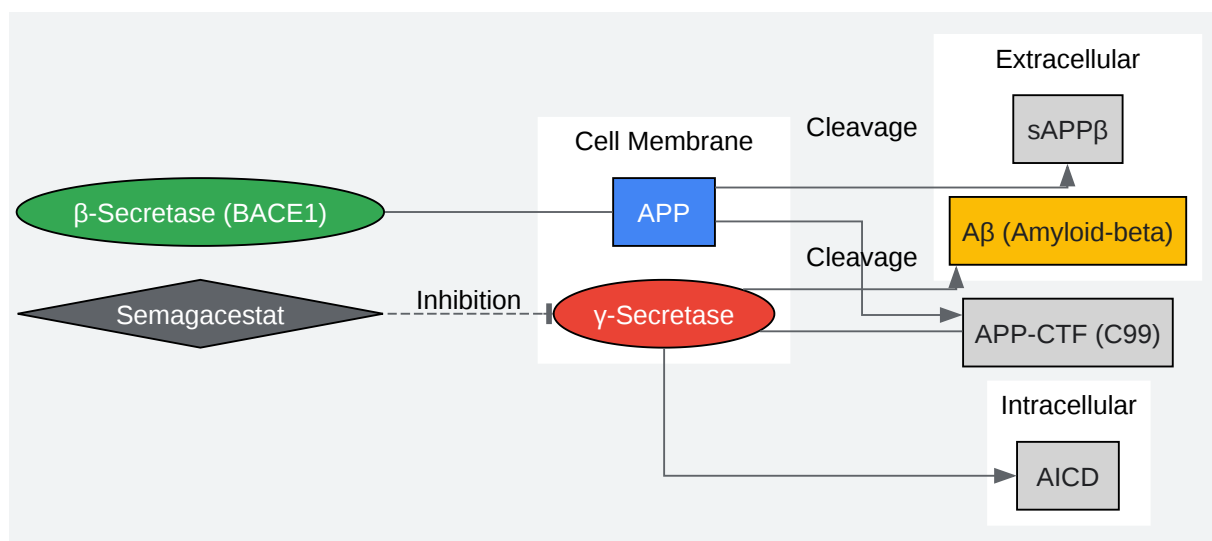 Extracellular
sAPPβ
Cleavage
Cell Membrane
β-Secretase (BACE1)
APP
Aβ (Amyloid-beta)
Cleavage
Inhibition
Semagacestat
γ-Secretase
APP-CTF (C99)
Intracellular
AICD